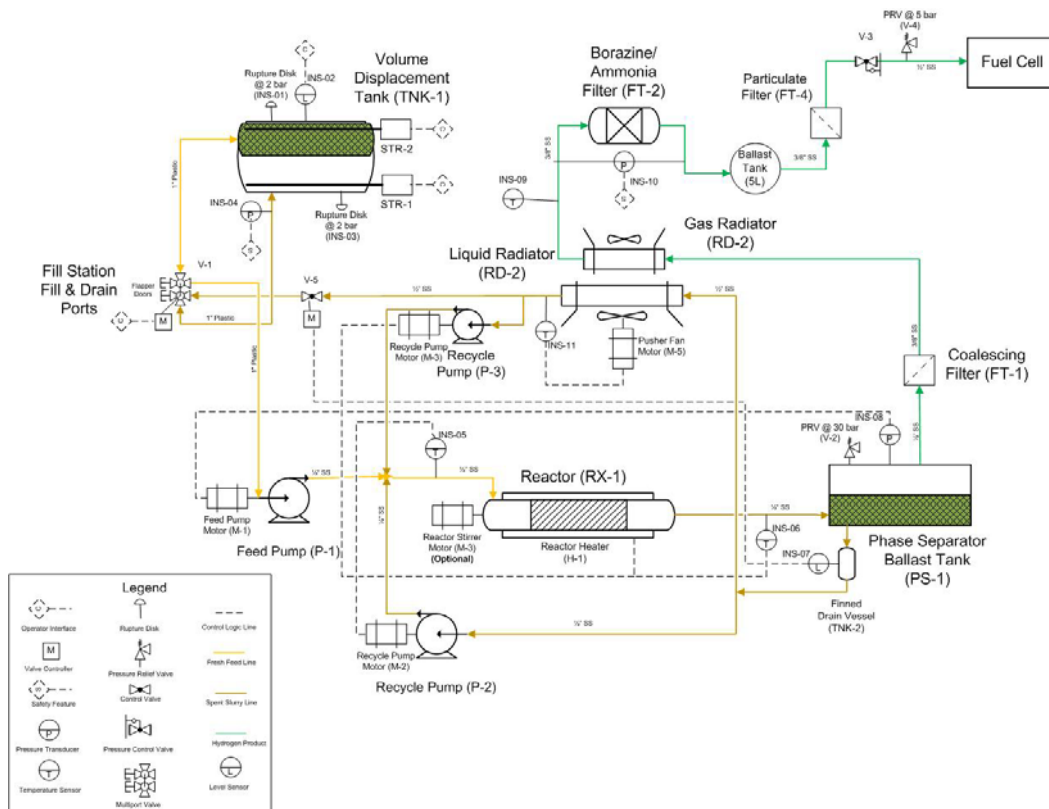 PRV @ 5 bar
(V-4)
V-3
½" SS
Fuel Cell
Particulate
Filter (FT-4)
Borazine/
Ammonia
Filter (FT-2)
3/8" SS
P
INS-10
S
Ballast
Tank
(5L)
3/8" SS
INS-09
T
Volume
Displacement
Tank (TNK-1)
Rupture Disk
@ 2 bar
(INS-01)
INS-02
L
STR-2
STR-1
INS-04
P
S
Rupture Disk
@ 2 bar
(INS-03)
1" Plastic
Fill Station
Fill & Drain
Ports
V-1
Flapper
Doors
M
1" Plastic
1" Plastic
V-5
M
½" SS
Liquid Radiator
(RD-2)
Gas Radiator
(RD-2)
½" SS
T
INS-11
Pusher Fan
Motor (M-5)
Recycle Pump
Motor (M-3)
Recycle
Pump (P-3)
3/8" SS
Coalescing
Filter (FT-1)
½" SS
INS-08
P
PRV @ 30 bar
(V-2)
INS-05
T
½" SS
½" SS
½" SS
Feed Pump
Motor (M-1)
Feed Pump (P-1)
Reactor (RX-1)
Reactor Stirrer
Motor (M-3)
(Optional)
Reactor Heater
(H-1)
½" SS
INS-06
T
INS-07
L
Phase Separator
Ballast Tank
(PS-1)
Finned
Drain Vessel
(TNK-2)
½" SS
Recycle Pump
Motor (M-2)
Recycle Pump (P-2)
Legend
Operator Interface
Rupture Disk
Control Logic Line
M
Valve Controller
Pressure Relief Valve
Fresh Feed Line
Safety Feature
Control Valve
Spent Slurry Line
P
Pressure Transducer
Pressure Control Valve
Hydrogen Product
T
Temperature Sensor
Multiport Valve
L
Level Sensor